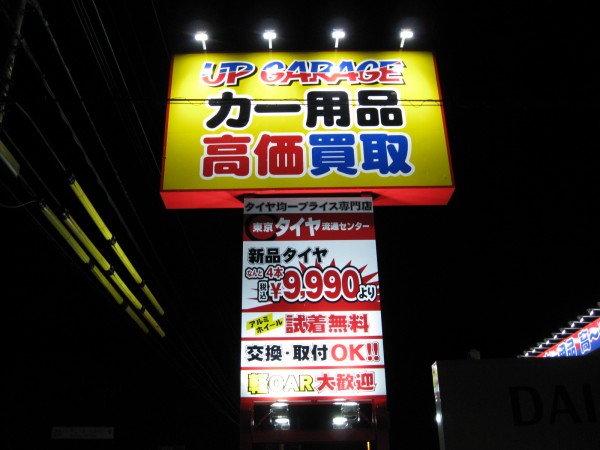 UP GARAGE
カー用品
高価買取
タイヤ均一プライス専門店
東京タイヤ流通センター
新品タイヤ
なんと4本
税込¥9,990より
アルミホイール 試着無料
交換・取付OK!!
軽CAR大歓迎
DAI